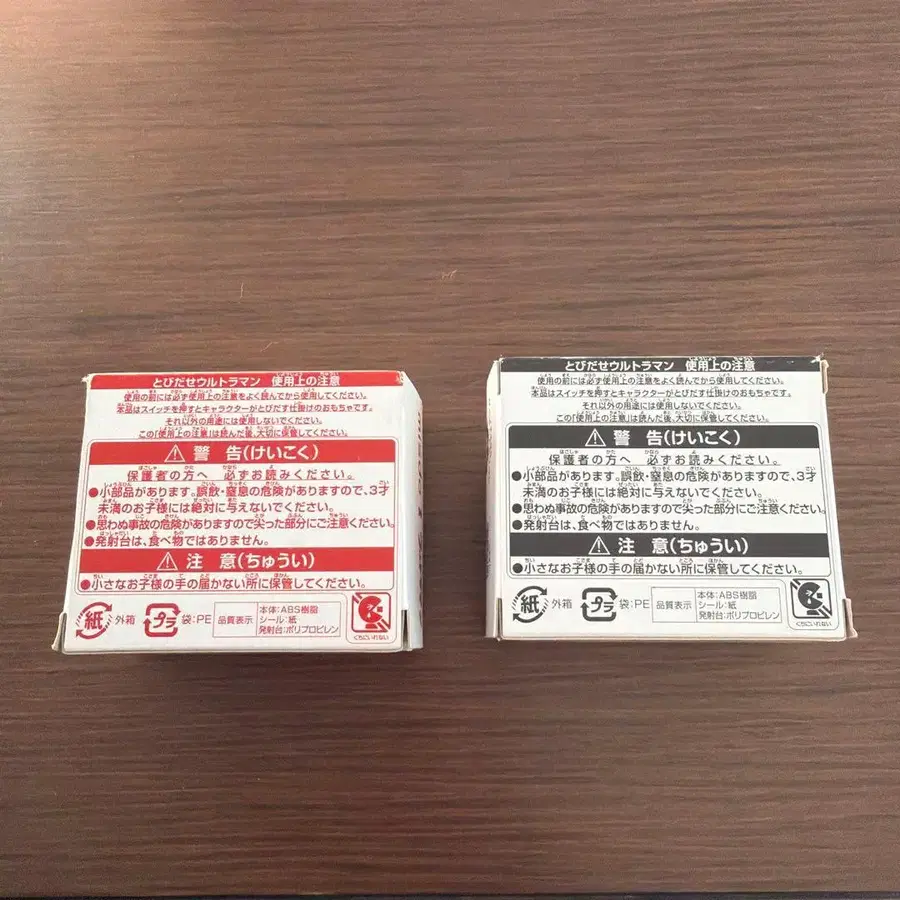 とびだせウルトラマン 使用上の注意
使用の前には必ず使用上の注意をよく読んでから使用してください。
本品はスイッチを押すとキャラクターがとびだす仕掛けのおもちゃです。
それ以外の用途には使用しないでください。
この「使用上の注意」は読んだ後、大切に保管してください。
⚠ 警 告(けいこく)
保護者の方へ 必ずお読みください。
●小部品があります。誤飲・窒息の危険がありますので、3才
未満のお子様には絶対に与えないでください。
●思わぬ事故の危険がありますので尖った部分にご注意ください。
●発射台は、食べ物ではありません。
⚠ 注 意(ちゅうい)
●小さなお子様の手の届かない所に保管してください。
紙 外箱 プラ 袋:PE 品質表示
本体:ABS樹脂
シール:紙
発射台:ポリプロピレン
くちにいれない
とびだせウルトラマン 使用上の注意
使用の前には必ず使用上の注意をよく読んでから使用してください。
本品はスイッチを押すとキャラクターがとびだす仕掛けのおもちゃです。
それ以外の用途には使用しないでください。
この「使用上の注意」は読んだ後、大切に保管してください。
⚠ 警 告(けいこく)
保護者の方へ 必ずお読みください。
●小部品があります。誤飲・窒息の危険がありますので、3才
未満のお子様には絶対に与えないでください。
●思わぬ事故の危険がありますので尖った部分にご注意ください。
●発射台は、食べ物ではありません。
⚠ 注 意(ちゅうい)
●小さなお子様の手の届かない所に保管してください。
紙 外箱 プラ 袋:PE 品質表示
本体:ABS樹脂
シール:紙
発射台:ポリプロピレン
くちにいれない